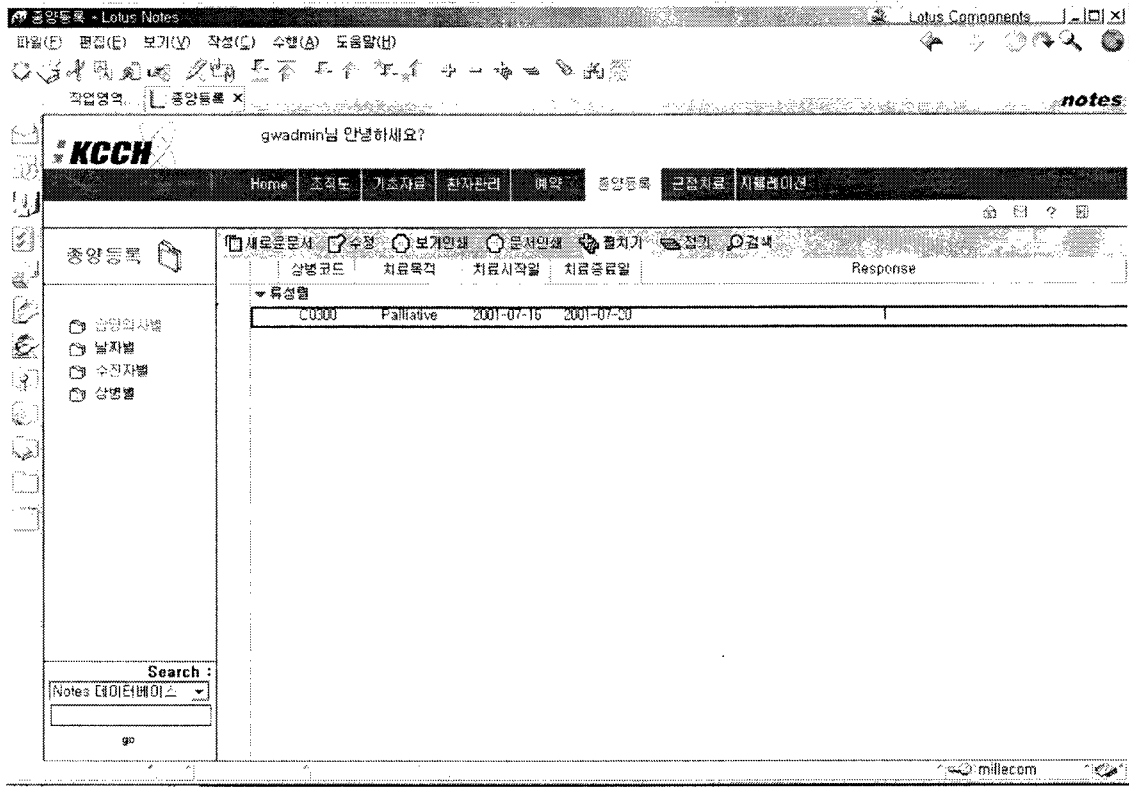 종양등록 - Lotus Notes
Lotus Components
파일(F) 편집(E) 보기(V) 작성(C) 수행(A) 도움말(H)
작업영역 종양등록 X
notes
KCCH
gwadmin님 안녕하세요?
Home 조직도 기초자료 환자관리 예약 종양등록 근접치료 시뮬레이션
종양등록
새로운문서 수정 보기인쇄 문서인쇄 펼치기 접기 검색
상병코드 치료목적 치료시작일 치료종료일 Response
류성렬
C0300 Palliative 2001-07-16 2001-07-20 1
날자별
수진자별
상병별
Search :
Notes 데이터베이스
go
millecom